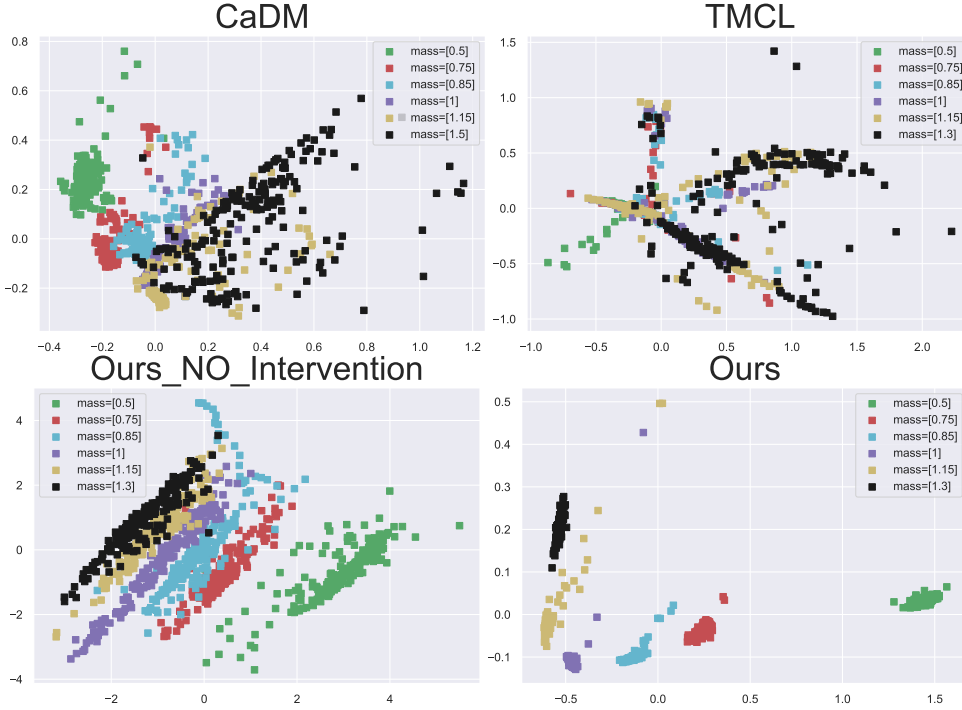 CaDM
TMCL
0.8
0.6
0.4
0.2
0.0
−0.2
−0.4
−0.2
0.0
0.2
0.4
0.6
0.8
1.0
1.2
mass=[0.5]
mass=[0.75]
mass=[0.85]
mass=[1]
mass=[1.15]
mass=[1.5]
1.5
1.0
0.5
0.0
−0.5
−1.0
−1.0
−0.5
0.0
0.5
1.0
1.5
2.0
mass=[0.5]
mass=[0.75]
mass=[0.85]
mass=[1]
mass=[1.15]
mass=[1.3]
Ours_NO_Intervention
Ours
4
2
0
−2
−4
−2
0
2
4
mass=[0.5]
mass=[0.75]
mass=[0.85]
mass=[1]
mass=[1.15]
mass=[1.3]
0.5
0.4
0.3
0.2
0.1
0.0
−0.1
−0.5
0.0
0.5
1.0
1.5
mass=[0.5]
mass=[0.75]
mass=[0.85]
mass=[1]
mass=[1.15]
mass=[1.3]